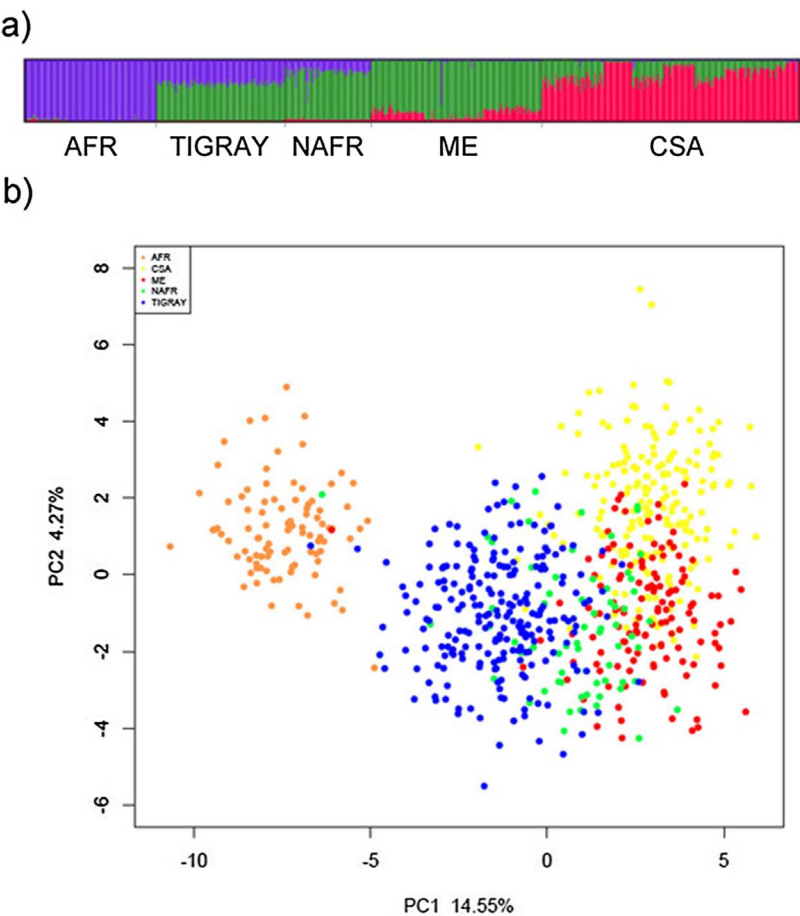 a)
AFR TIGRAY NAFR ME CSA
b)
AFR
CSA
ME
NAFR
TIGRAY
8
6
4
2
0
-2
-4
-6
PC2 4.27%
-10 -5 0 5
PC1 14.55%